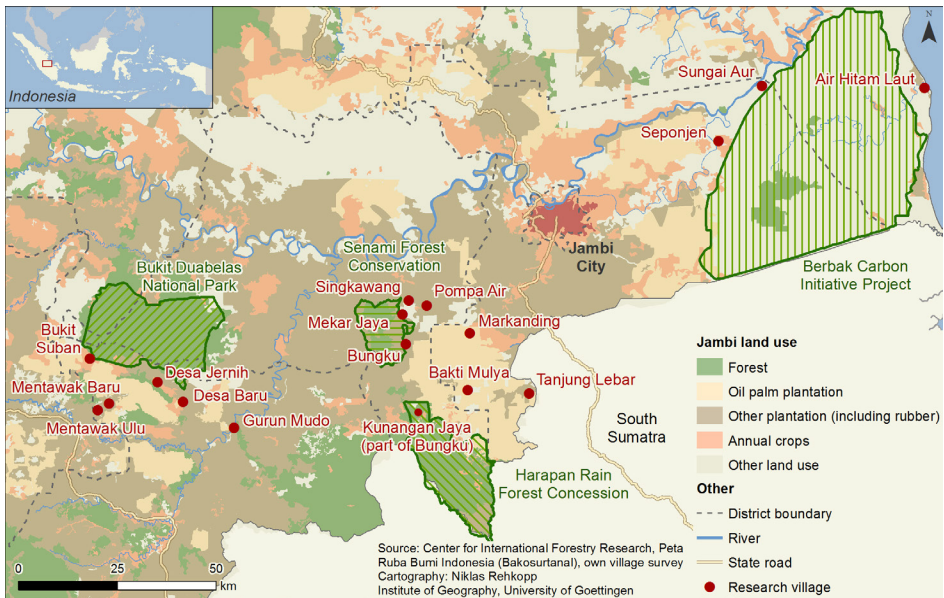 Indonesia
N
Sungai Aur
Air Hitam Laut
Seponjen
Jambi
City
Berbak Carbon
Initiative Project
Bukit Duabelas
National Park
Senami Forest
Conservation
Singkawang
Pompa Air
Mekar Jaya
Markanding
Bungku
Bukit
Suban
Desa Jernih
Mentawak Baru
Desa Baru
Mentawak Ulu
Gurun Mudo
Bakti Mulya
Tanjung Lebar
Kunangan Jaya
(part of Bungku)
South
Sumatra
Harapan Rain
Forest Concession
Jambi land use
Forest
Oil palm plantation
Other plantation (including rubber)
Annual crops
Other land use
Other
District boundary
River
State road
Research village
0 25 50
km
Source: Center for International Forestry Research, Peta
Ruba Bumi Indonesia (Bakosurtanal), own village survey
Cartography: Niklas Rehkopp
Institute of Geography, University of Goettingen